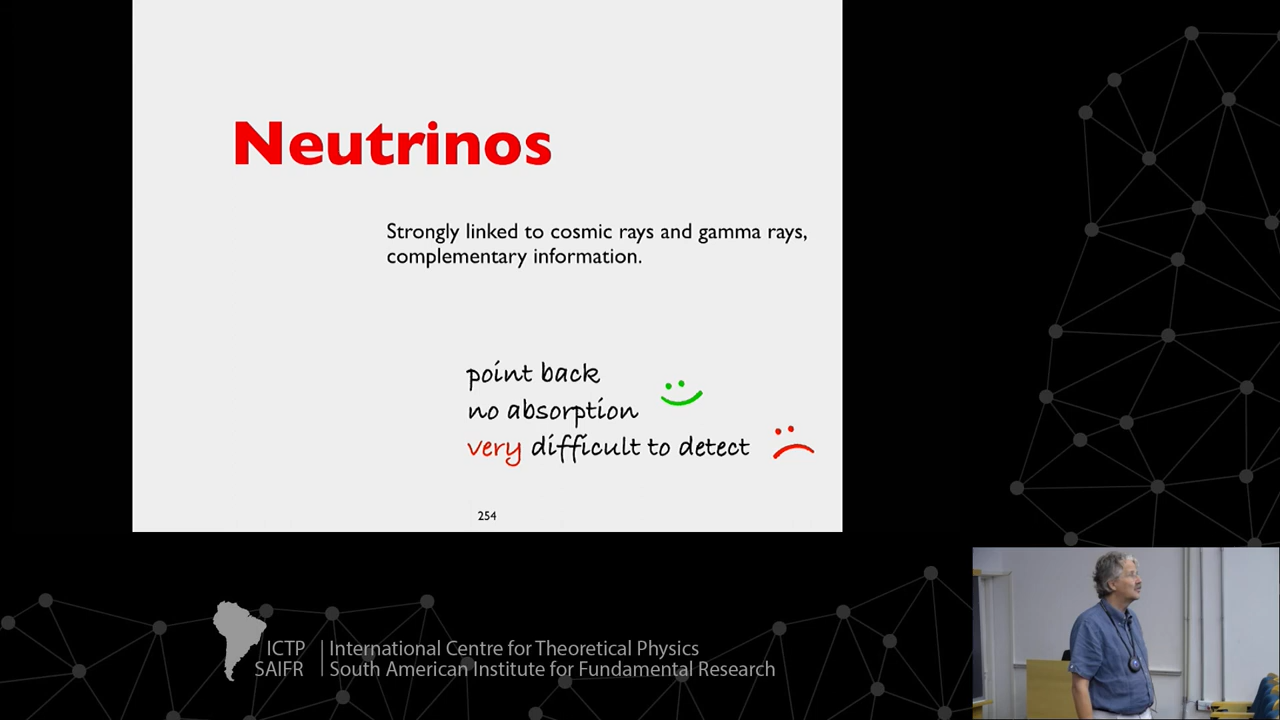 Neutrinos
Strongly linked to cosmic rays and gamma rays,
complementary information.
point back
no absorption
very difficult to detect
254
ICTP
SAIFR
International Centre for Theoretical Physics
South American Institute for Fundamental Research